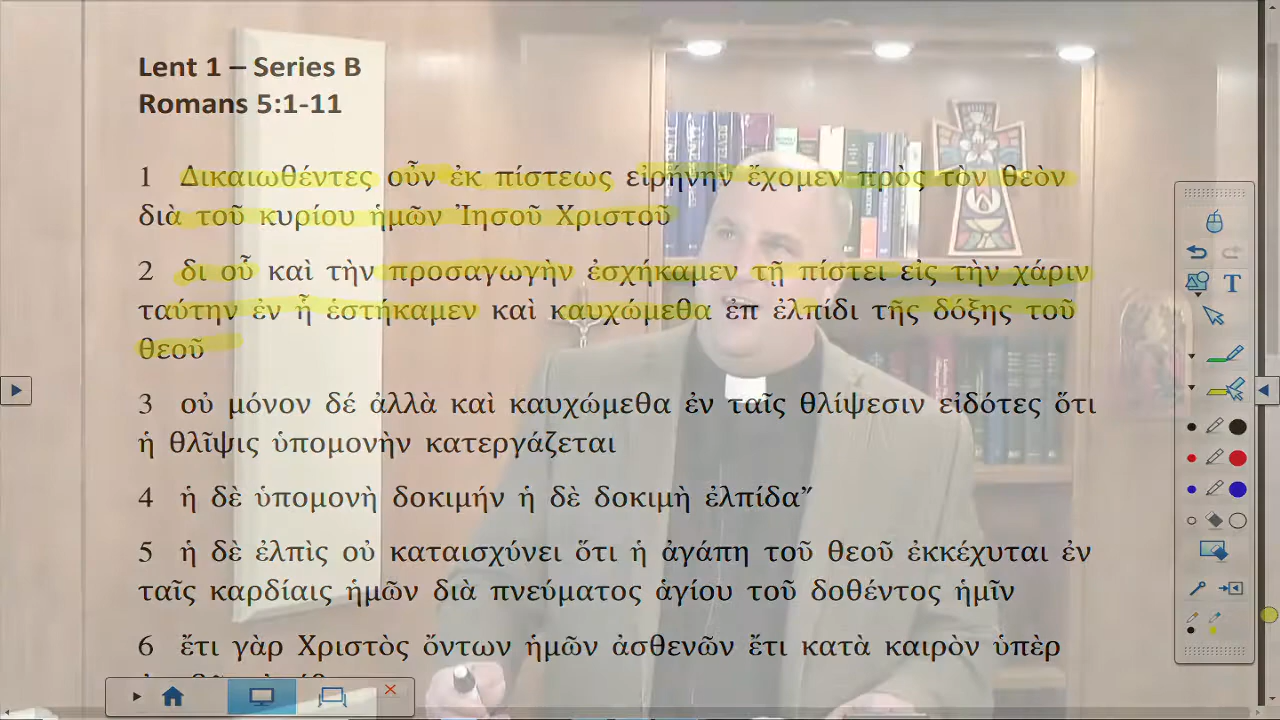 Lent 1 – Series B
Romans 5:1-11
1 Δικαιωθέντες οὖν ἐκ πίστεως εἰρήνην ἔχομεν πρὸς τὸν θεὸν
διὰ τοῦ κυρίου ἡμῶν Ἰησοῦ Χριστοῦ
2 δι οὗ καὶ τὴν προσαγωγὴν ἐσχήκαμεν τῇ πίστει εἰς τὴν χάριν
ταύτην ἐν ᾗ ἑστήκαμεν καὶ καυχώμεθα ἐπ ἐλπίδι τῆς δόξης τοῦ
θεοῦ
3 οὐ μόνον δέ ἀλλὰ καὶ καυχώμεθα ἐν ταῖς θλίψεσιν εἰδότες ὅτι
ἡ θλῖψις ὑπομονὴν κατεργάζεται
4 ἡ δὲ ὑπομονὴ δοκιμήν ἡ δὲ δοκιμὴ ἐλπίδα῎
5 ἡ δὲ ἐλπὶς οὐ καταισχύνει ὅτι ἡ ἀγάπη τοῦ θεοῦ ἐκκέχυται ἐν
ταῖς καρδίαις ἡμῶν διὰ πνεύματος ἁγίου τοῦ δοθέντος ἡμῖν
6 ἔτι γὰρ Χριστὸς ὄντων ἡμῶν ἀσθενῶν ἔτι κατὰ καιρὸν ὑπὲρ